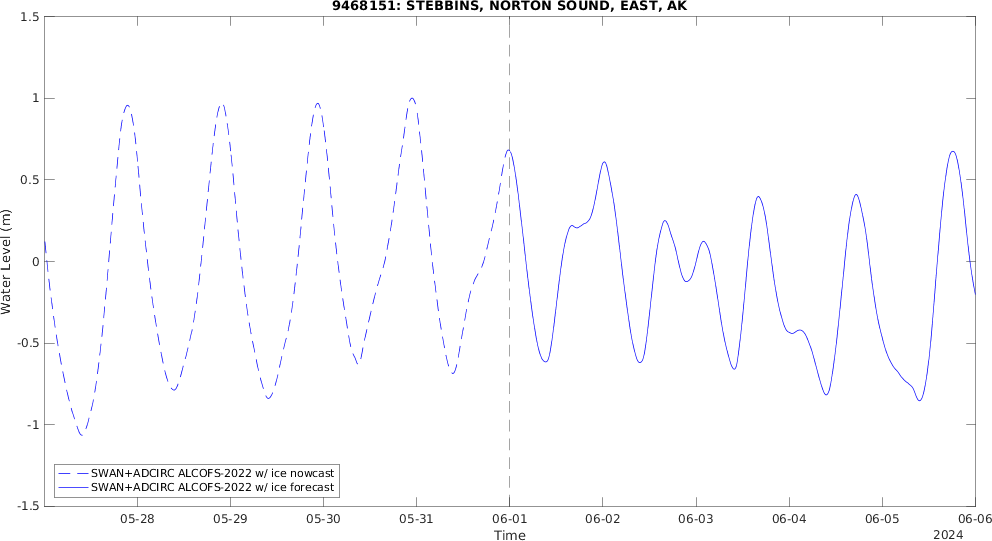 9468151: STEBBINS, NORTON SOUND, EAST, AK
Water Level (m)
1.5
1
0.5
0
-0.5
-1
-1.5
SWAN+ADCIRC ALCOFS-2022 w/ ice nowcast
SWAN+ADCIRC ALCOFS-2022 w/ ice forecast
05-28 05-29 05-30 05-31 06-01 06-02 06-03 06-04 06-05 06-06
Time
2024